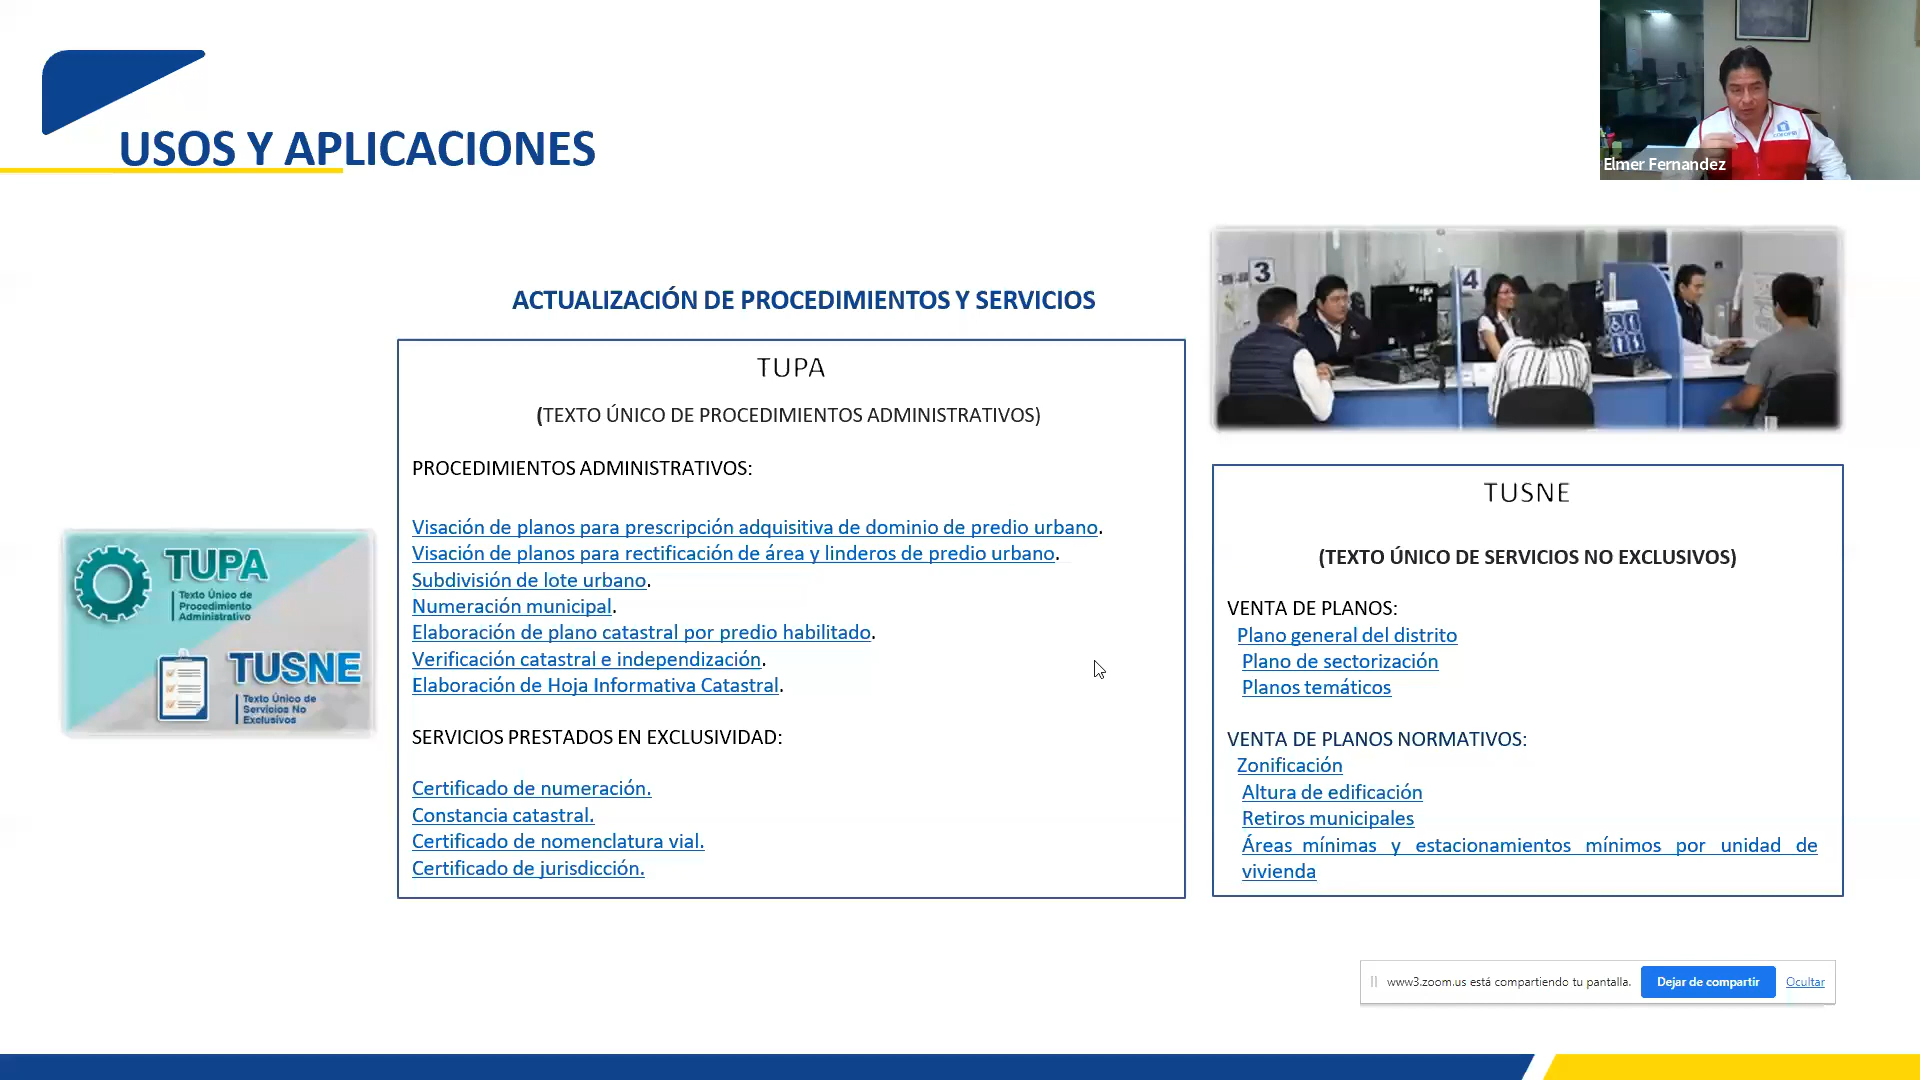 USOS Y APLICACIONES
Elmer Fernandez
ACTUALIZACIÓN DE PROCEDIMIENTOS Y SERVICIOS
3
4
TUPA
(TEXTO ÚNICO DE PROCEDIMIENTOS ADMINISTRATIVOS)
PROCEDIMIENTOS ADMINISTRATIVOS:
Visación de planos para prescripción adquisitiva de dominio de predio urbano.
Visación de planos para rectificación de área y linderos de predio urbano.
Subdivisión de lote urbano.
Numeración municipal.
Elaboración de plano catastral por predio habilitado.
Verificación catastral e independización.
Elaboración de Hoja Informativa Catastral.
SERVICIOS PRESTADOS EN EXCLUSIVIDAD:
Certificado de numeración.
Constancia catastral.
Certificado de nomenclatura vial.
Certificado de jurisdicción.
TUPA
Texto Único de
Procedimiento
Administrativo
TUSNE
Texto Único de
Servicios No
Exclusivos
TUSNE
(TEXTO ÚNICO DE SERVICIOS NO EXCLUSIVOS)
VENTA DE PLANOS:
Plano general del distrito
Plano de sectorización
Planos temáticos
VENTA DE PLANOS NORMATIVOS:
Zonificación
Altura de edificación
Retiros municipales
Áreas mínimas y estacionamientos mínimos por unidad de
vivienda
www3.zoom.us está compartiendo tu pantalla.
Dejar de compartir
Ocultar